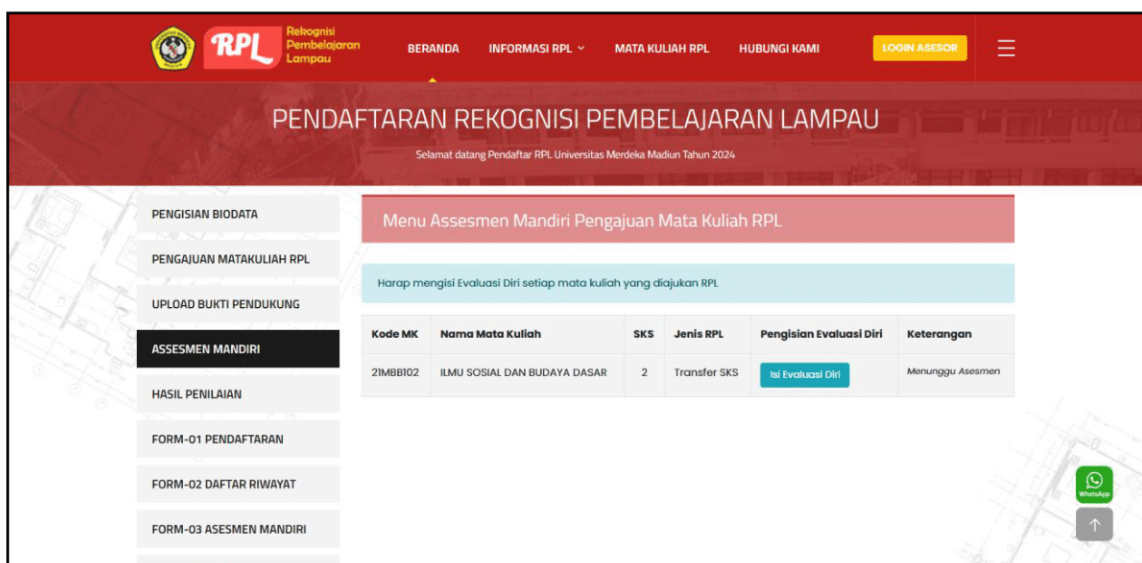 RPL
Rekognisi
Pembelajaran
Lampau
BERANDA INFORMASI RPL MATA KULIAH RPL HUBUNGI KAMI LOGIN ASESOR
PENDAFTARAN REKOGNISI PEMBELAJARAN LAMPAU
Selamat datang Pendaftar RPL Universitas Merdeka Madiun Tahun 2024
PENGISIAN BIODATA
PENGAJUAN MATAKULIAH RPL
UPLOAD BUKTI PENDUKUNG
ASSESMEN MANDIRI
HASIL PENILAIAN
FORM-01 PENDAFTARAN
FORM-02 DAFTAR RIWAYAT
FORM-03 ASESMEN MANDIRI
Menu Assesmen Mandiri Pengajuan Mata Kuliah RPL
Harap mengisi Evaluasi Diri setiap mata kuliah yang diajukan RPL
Kode MK Nama Mata Kuliah SKS Jenis RPL Pengisian Evaluasi Diri Keterangan
21MBB102 ILMU SOSIAL DAN BUDAYA DASAR 2 Transfer SKS Isi Evaluasi Diri Menunggu Asesmen
WhatsApp